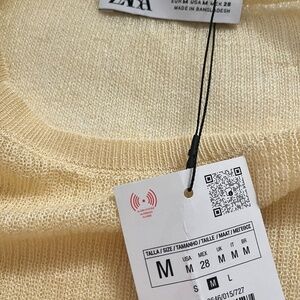 ZARA
EUR M USA M MEX 28
MADE IN BANGLADESH
TALLA / SIZE / TAMANHO / TAILLE / MAAT / METEKCE
M
USA MEX UK IT BR
M 28 M M M
S M L